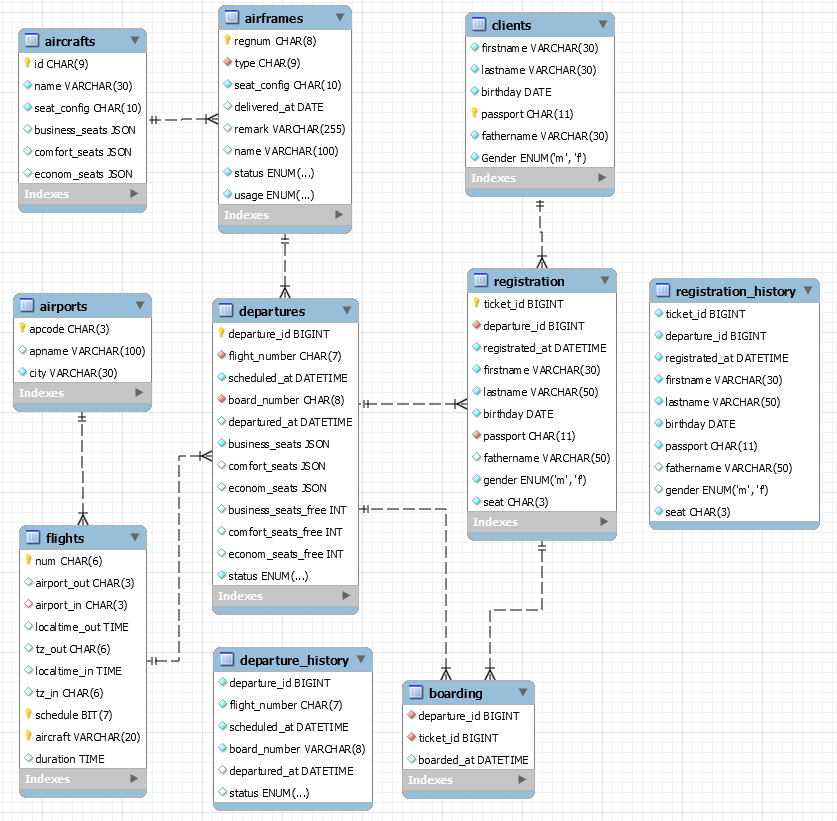 aircrafts
id CHAR(9)
name VARCHAR(30)
seat_config CHAR(10)
business_seats JSON
comfort_seats JSON
econom_seats JSON
Indexes
airframes
regnum CHAR(8)
type CHAR(9)
seat_config CHAR(10)
delivered_at DATE
remark VARCHAR(255)
name VARCHAR(100)
status ENUM(...)
usage ENUM(...)
Indexes
clients
firstname VARCHAR(30)
lastname VARCHAR(30)
birthday DATE
passport CHAR(11)
fathername VARCHAR(30)
Gender ENUM('m', 'f')
Indexes
airports
apcode CHAR(3)
apname VARCHAR(100)
city VARCHAR(30)
Indexes
departures
departure_id BIGINT
flight_number CHAR(7)
scheduled_at DATETIME
board_number CHAR(8)
departured_at DATETIME
business_seats JSON
comfort_seats JSON
econom_seats JSON
business_seats_free INT
comfort_seats_free INT
econom_seats_free INT
status ENUM(...)
Indexes
registration
ticket_id BIGINT
departure_id BIGINT
registrated_at DATETIME
firstname VARCHAR(30)
lastname VARCHAR(50)
birthday DATE
passport CHAR(11)
fathername VARCHAR(50)
gender ENUM('m', 'f')
seat CHAR(3)
Indexes
registration_history
ticket_id BIGINT
departure_id BIGINT
registrated_at DATETIME
firstname VARCHAR(30)
lastname VARCHAR(50)
birthday DATE
passport CHAR(11)
fathername VARCHAR(50)
gender ENUM('m', 'f')
seat CHAR(3)
flights
num CHAR(6)
airport_out CHAR(3)
airport_in CHAR(3)
localtime_out TIME
tz_out CHAR(6)
localtime_in TIME
tz_in CHAR(6)
schedule BIT(7)
aircraft VARCHAR(20)
duration TIME
Indexes
departure_history
departure_id BIGINT
flight_number CHAR(7)
scheduled_at DATETIME
board_number VARCHAR(8)
departured_at DATETIME
status ENUM(...)
boarding
departure_id BIGINT
ticket_id BIGINT
boarded_at DATETIME
Indexes